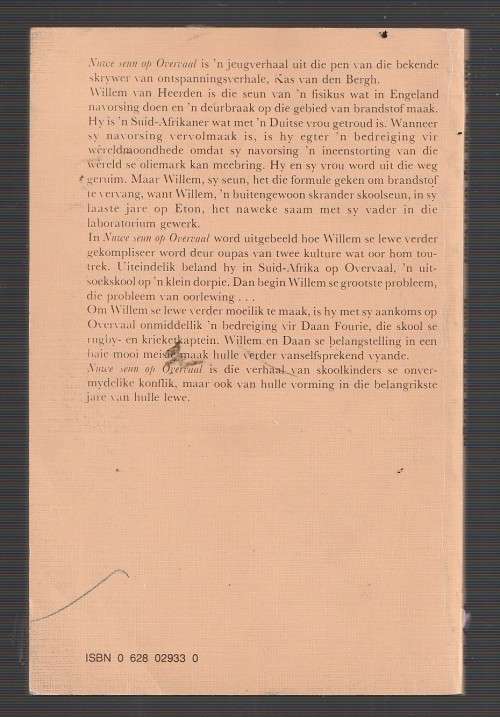 Nuwe seun op Overvaal is 'n jeugverhaal uit die pen van die bekende
skrywer van ontspanningsverhale, Kas van den Bergh.
Willem van Heerden is die seun van 'n fisikus wat in Engeland
navorsing doen en 'n deurbraak op die gebied van brandstof maak.
Hy is 'n Suid-Afrikaner wat met 'n Duitse vrou getroud is. Wanneer
sy navorsing vervolmaak is, is hy egter 'n bedreiging vir
wêreldmoondhede omdat sy navorsing 'n ineenstorting van die
wêreld se oliemark kan meebring. Hy en sy vrou word uit die weg
geruim. Maar Willem, sy seun, het die formule geken om brandstof
te vervang, want Willem, 'n buitengewoon skrander skoolseun, in sy
laaste jare op Eton, het naweke saam met sy vader in die
laboratorium gewerk.
In Nuwe seun op Overvaal word uitgebeeld hoe Willem se lewe verder
gekompliseer word deur oupas van twee kulture wat oor hom tou-
trek. Uiteindelik beland hy in Suid-Afrika op Overvaal, 'n uit-
soekskool op 'n klein dorpie. Dan begin Willem se grootste probleem,
die probleem van oorlewing . . .
Om Willem se lewe verder moeilik te maak, is hy met sy aankoms op
Overvaal onmiddellik 'n bedreiging vir Daan Fourie, die skool se
rugby- en krieketkaptein. Willem en Daan se belangstelling in een
baie mooi meisie maak hulle verder vanselfsprekend vyande.
Nuwe seun op Overvaal is die verhaal van skoolkinders se onver-
mydelike konflik, maar ook van hulle vorming in die belangrikste
jare van hulle lewe.
ISBN 0 628 02933 0